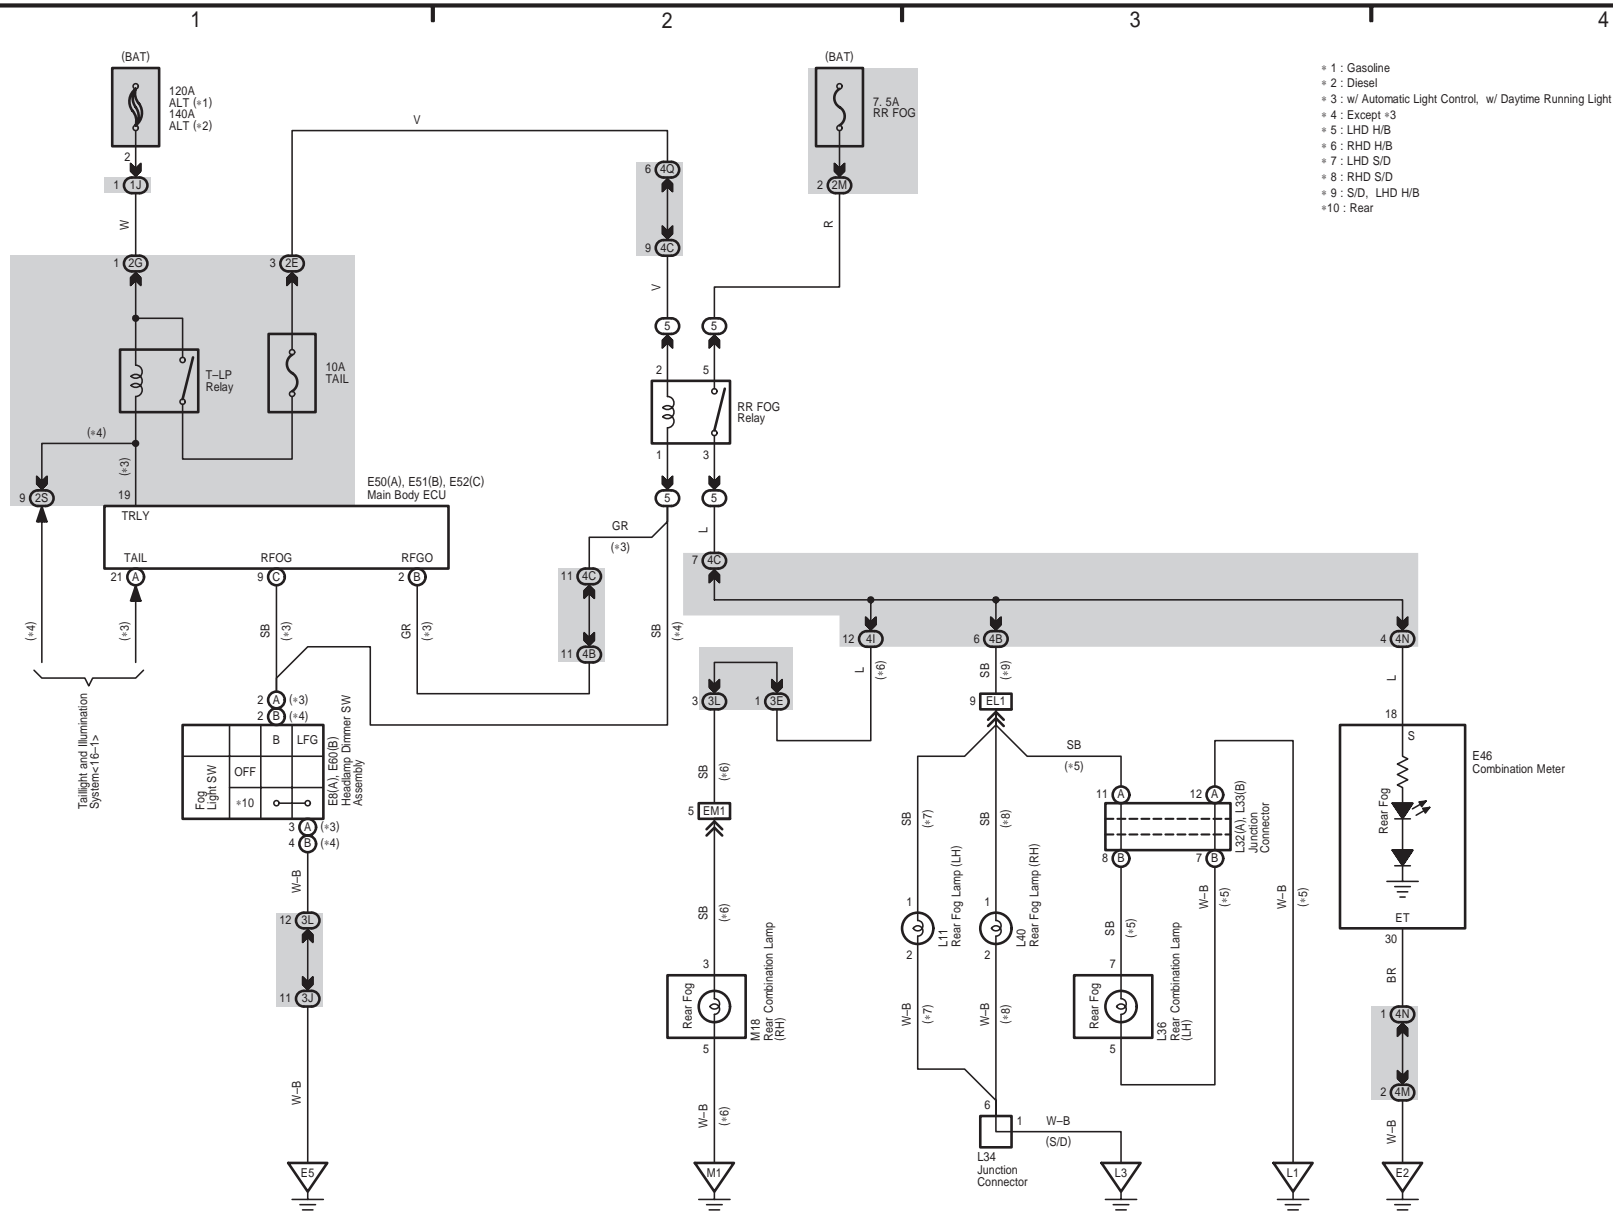 1
2
3
4
(BAT)
120A
ALT (*1)
140A
ALT (*2)
2
1 1J
W
1 2G
3 2E
T–LP
Relay
10A
TAIL
(*4)
(*3)
9 2S
19
E50(A), E51(B), E52(C)
Main Body ECU
TRLY
TAIL
RFOG
RFGO
21 A
9 C
2 B
(*4)
(*3)
SB
(*3)
GR
(*3)
Taillight and Illumination
System<16–1>
2 A (*3)
2 B (*4)
B
LFG
OFF
*10
Fog
Light SW
E8(A), E60(B)
Headlamp Dimmer SW
Assembly
3 A (*3)
4 B (*4)
W–B
12 3L
11 3J
W–B
E5
V
6 4Q
9 4C
V
5
5
2
5
RR FOG
Relay
1
3
5
5
GR
(*3)
11 4C
11 4B
SB
(*4)
L
(BAT)
7. 5A
RR FOG
2 2M
R
7 4C
12 4I
6 4B
4 4N
L
(*6)
3 3L
1 3E
SB
(*6)
5 EM1
SB
(*6)
3
Rear Fog
M18
Rear Combination Lamp
(RH)
5
W–B
(*6)
M1
SB
(*9)
9 EL1
SB
(*5)
SB
(*7)
SB
(*8)
1
L11
Rear Fog Lamp (LH)
2
1
L40
Rear Fog Lamp (RH)
2
W–B
(*7)
W–B
(*8)
6
1
W–B
(S/D)
L34
Junction
Connector
L3
11 A
12 A
L32(A), L33(B)
Junction
Connector
8 B
7 B
SB
(*5)
W–B
(*5)
W–B
(*5)
7
Rear Fog
L36
Rear Combination Lamp
(LH)
5
L1
L
18
S
E46
Combination Meter
Rear Fog
ET
30
BR
1 4N
2 4M
W–B
E2
* 1 : Gasoline
* 2 : Diesel
* 3 : w/ Automatic Light Control, w/ Daytime Running Light
* 4 : Except *3
* 5 : LHD H/B
* 6 : RHD H/B
* 7 : LHD S/D
* 8 : RHD S/D
* 9 : S/D, LHD H/B
*10 : Rear